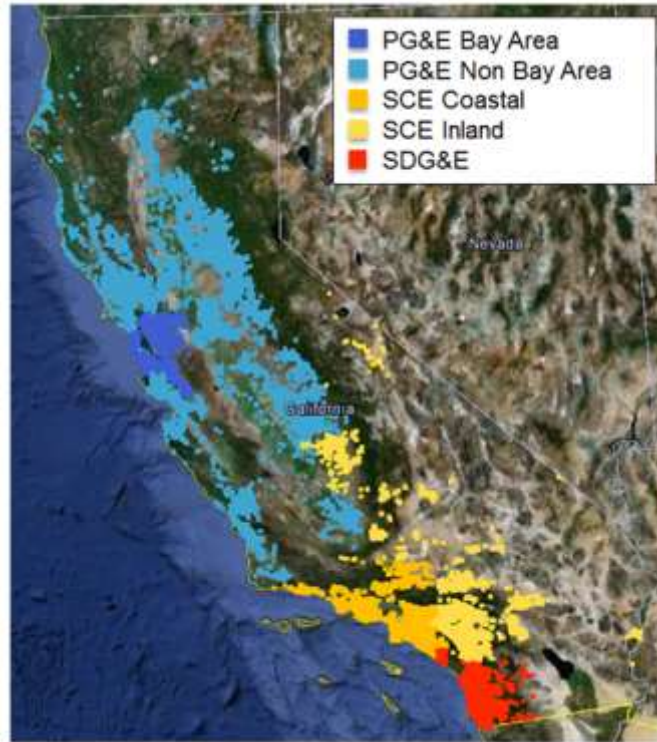 PG&E Bay Area
PG&E Non Bay Area
SCE Coastal
SCE Inland
SDG&E
Nevada
California